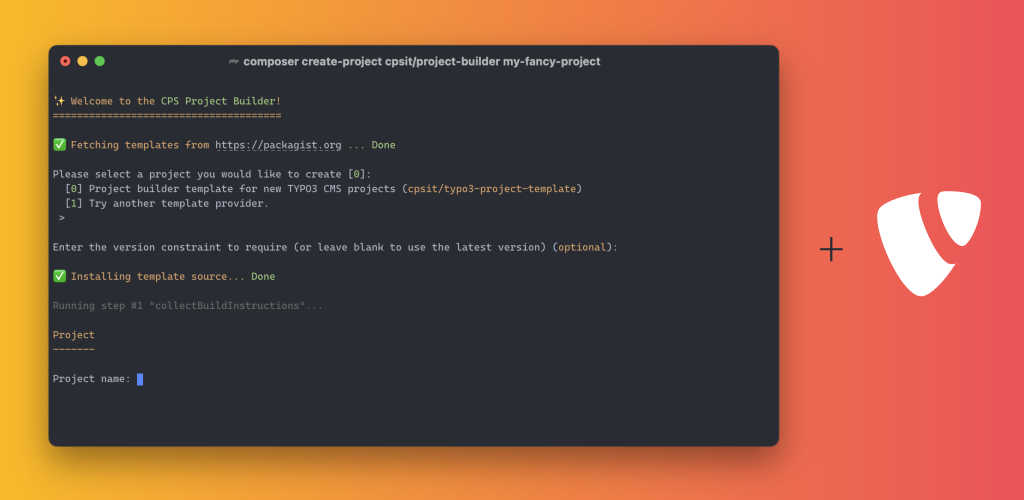 php composer create-project cpsit/project-builder my-fancy-project
✨ Welcome to the CPS Project Builder!
======================================
✅ Fetching templates from https://packagist.org ... Done
Please select a project you would like to create [0]:
[0] Project builder template for new TYPO3 CMS projects (cpsit/typo3-project-template)
[1] Try another template provider.
>
Enter the version constraint to require (or leave blank to use the latest version) (optional):
✅ Installing template source... Done
Running step #1 "collectBuildInstructions"...
Project
-------
Project name:
+